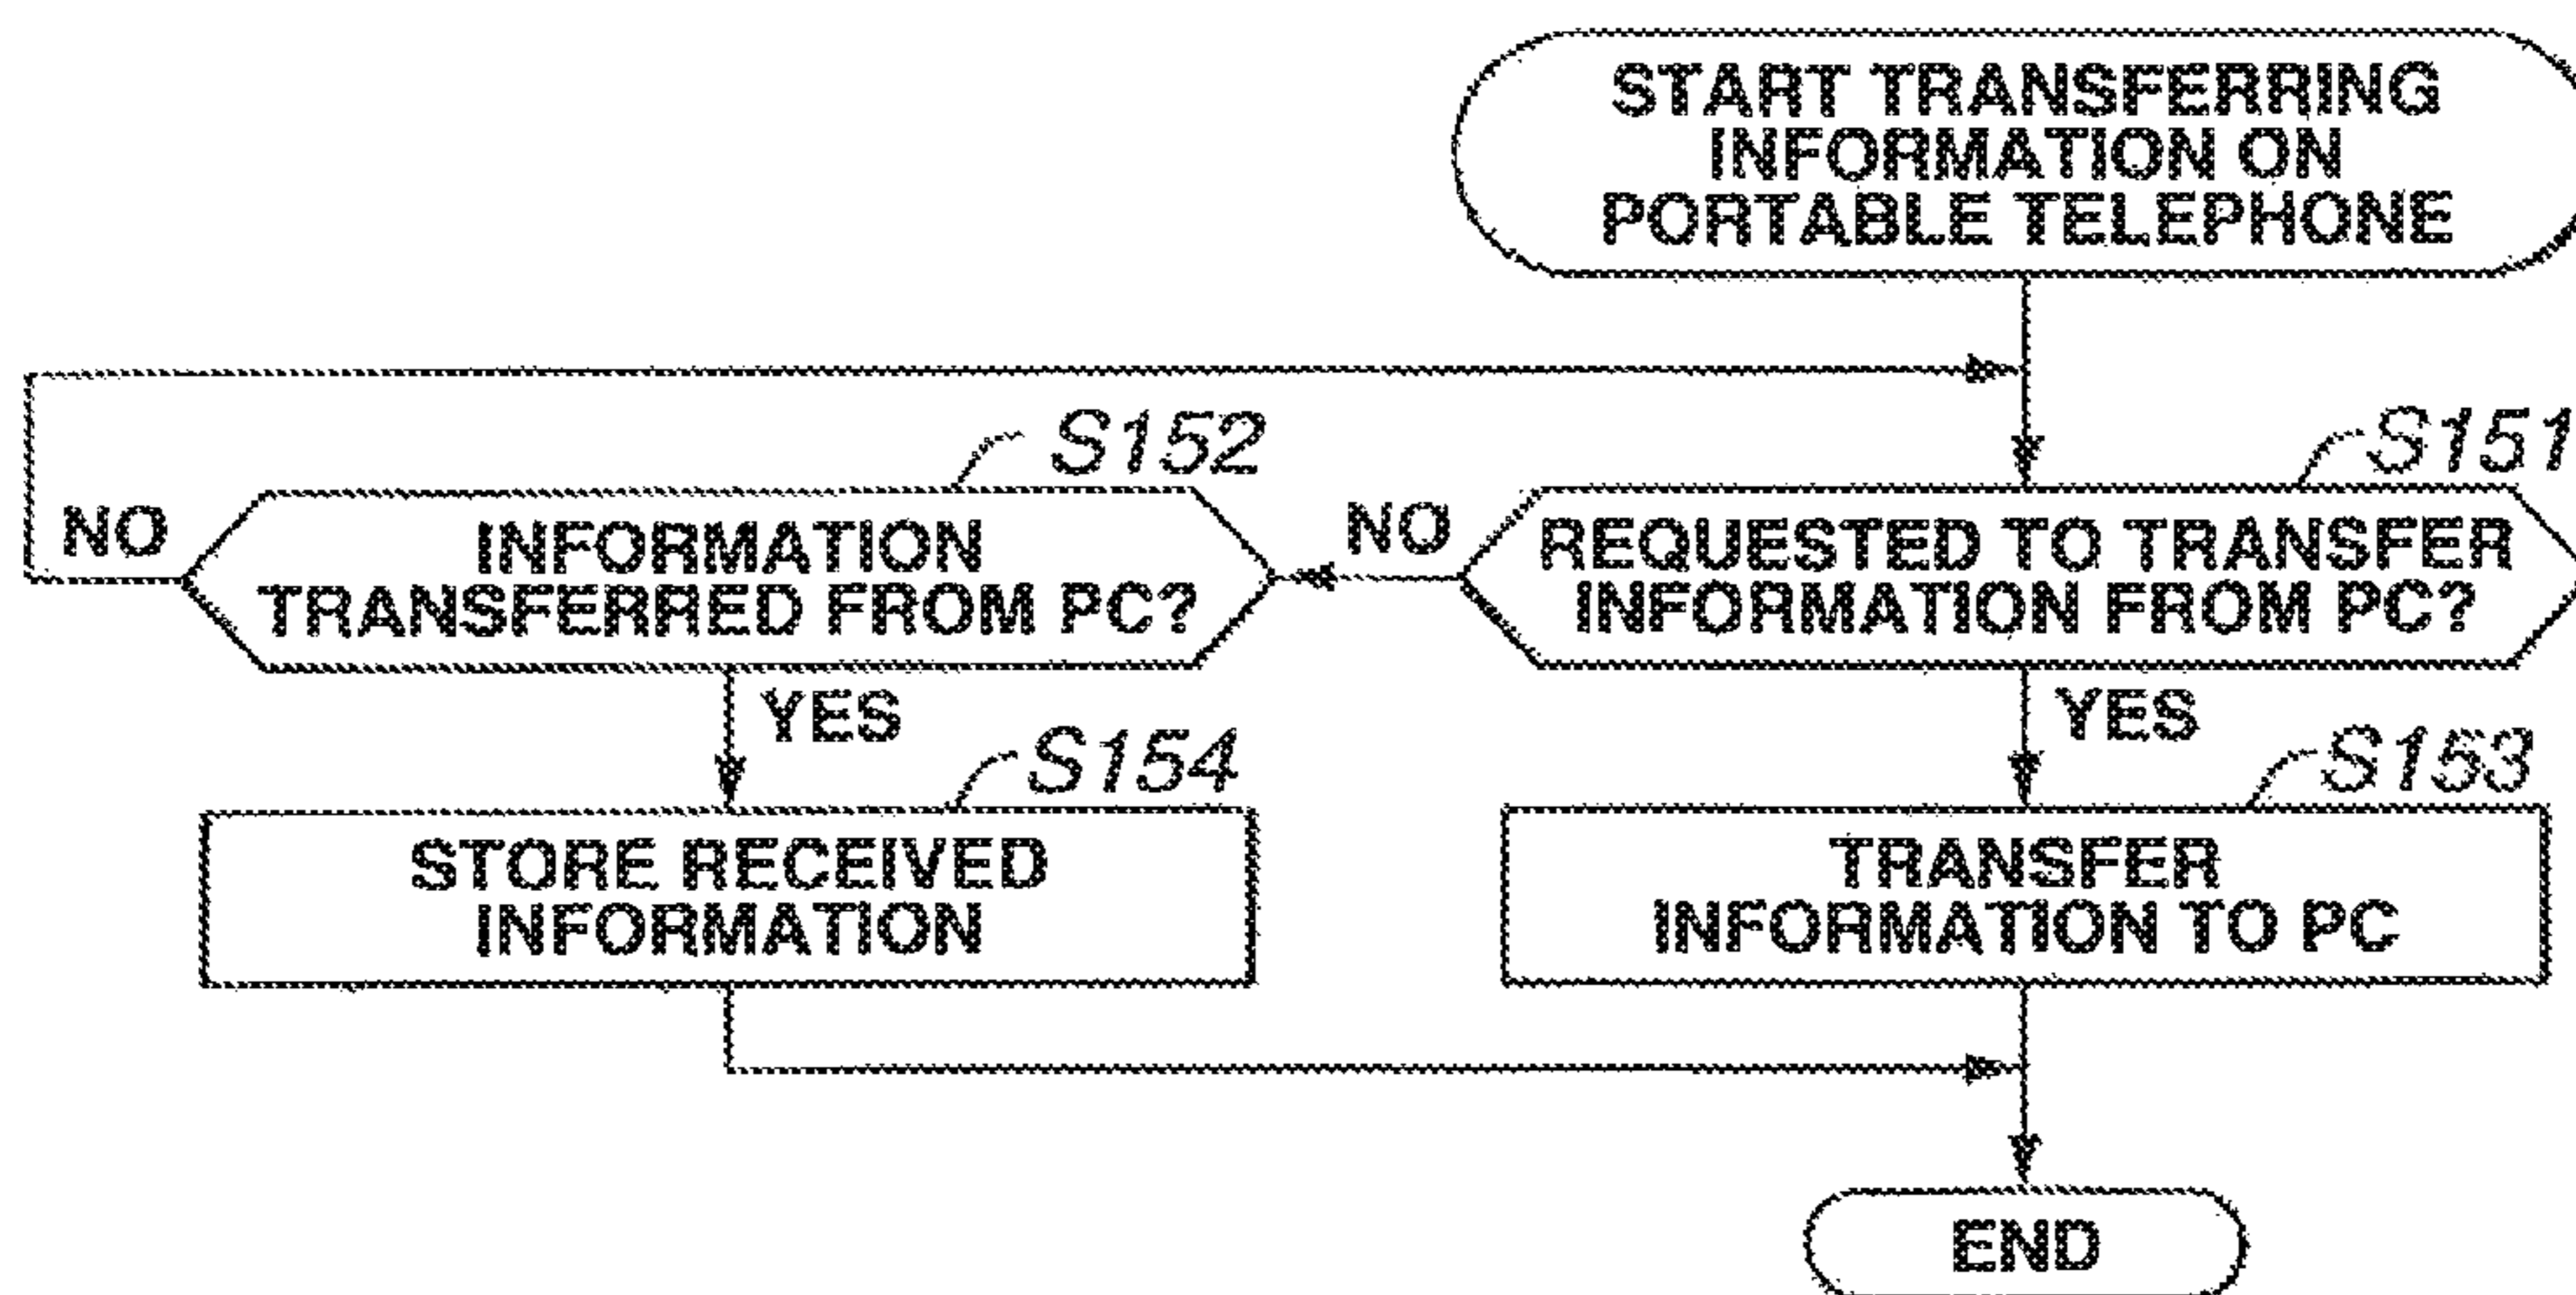 START TRANSFERRING
INFORMATION ON
PORTABLE TELEPHONE
S152
S151
NO
INFORMATION
TRANSFERRED FROM PC?
NO
REQUESTED TO TRANSFER
INFORMATION FROM PC?
YES
YES
S154
S153
STORE RECEIVED
INFORMATION
TRANSFER
INFORMATION TO PC
END